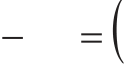 − = (